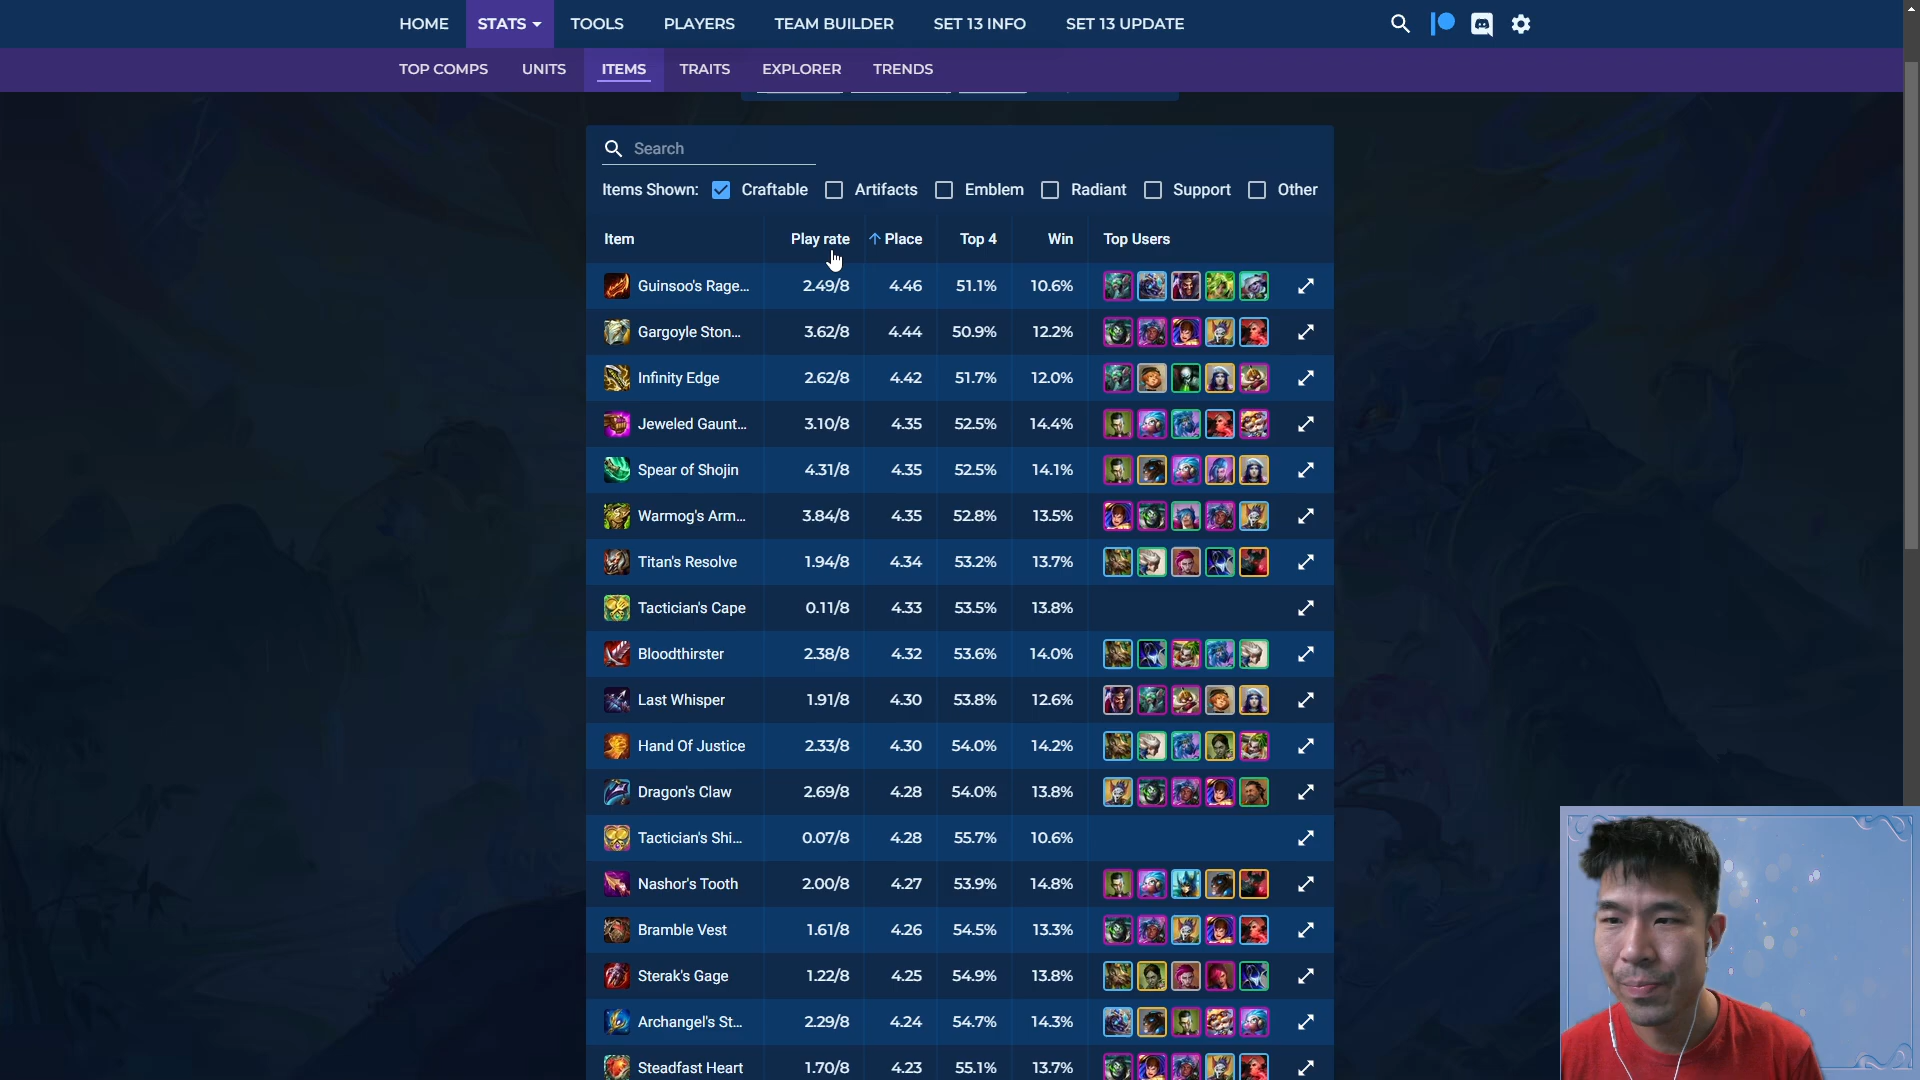 HOME STATS TOOLS PLAYERS TEAM BUILDER SET 13 INFO SET 13 UPDATE
TOP COMPS UNITS ITEMS TRAITS EXPLORER TRENDS
Search
Items Shown: Craftable Artifacts Emblem Radiant Support Other
Item Play rate Place Top 4 Win Top Users
Guinsoo's Rage... 2.49/8 4.46 51.1% 10.6%
Gargoyle Ston... 3.62/8 4.44 50.9% 12.2%
Infinity Edge 2.62/8 4.42 51.7% 12.0%
Jeweled Gaunt... 3.10/8 4.35 52.5% 14.4%
Spear of Shojin 4.31/8 4.35 52.5% 14.1%
Warmog's Arm... 3.84/8 4.35 52.8% 13.5%
Titan's Resolve 1.94/8 4.34 53.2% 13.7%
Tactician's Cape 0.11/8 4.33 53.5% 13.8%
Bloodthirster 2.38/8 4.32 53.6% 14.0%
Last Whisper 1.91/8 4.30 53.8% 12.6%
Hand Of Justice 2.33/8 4.30 54.0% 14.2%
Dragon's Claw 2.69/8 4.28 54.0% 13.8%
Tactician's Shi... 0.07/8 4.28 55.7% 10.6%
Nashor's Tooth 2.00/8 4.27 53.9% 14.8%
Bramble Vest 1.61/8 4.26 54.5% 13.3%
Sterak's Gage 1.22/8 4.25 54.9% 13.8%
Archangel's St... 2.29/8 4.24 54.7% 14.3%
Steadfast Heart 1.70/8 4.23 55.1% 13.7%